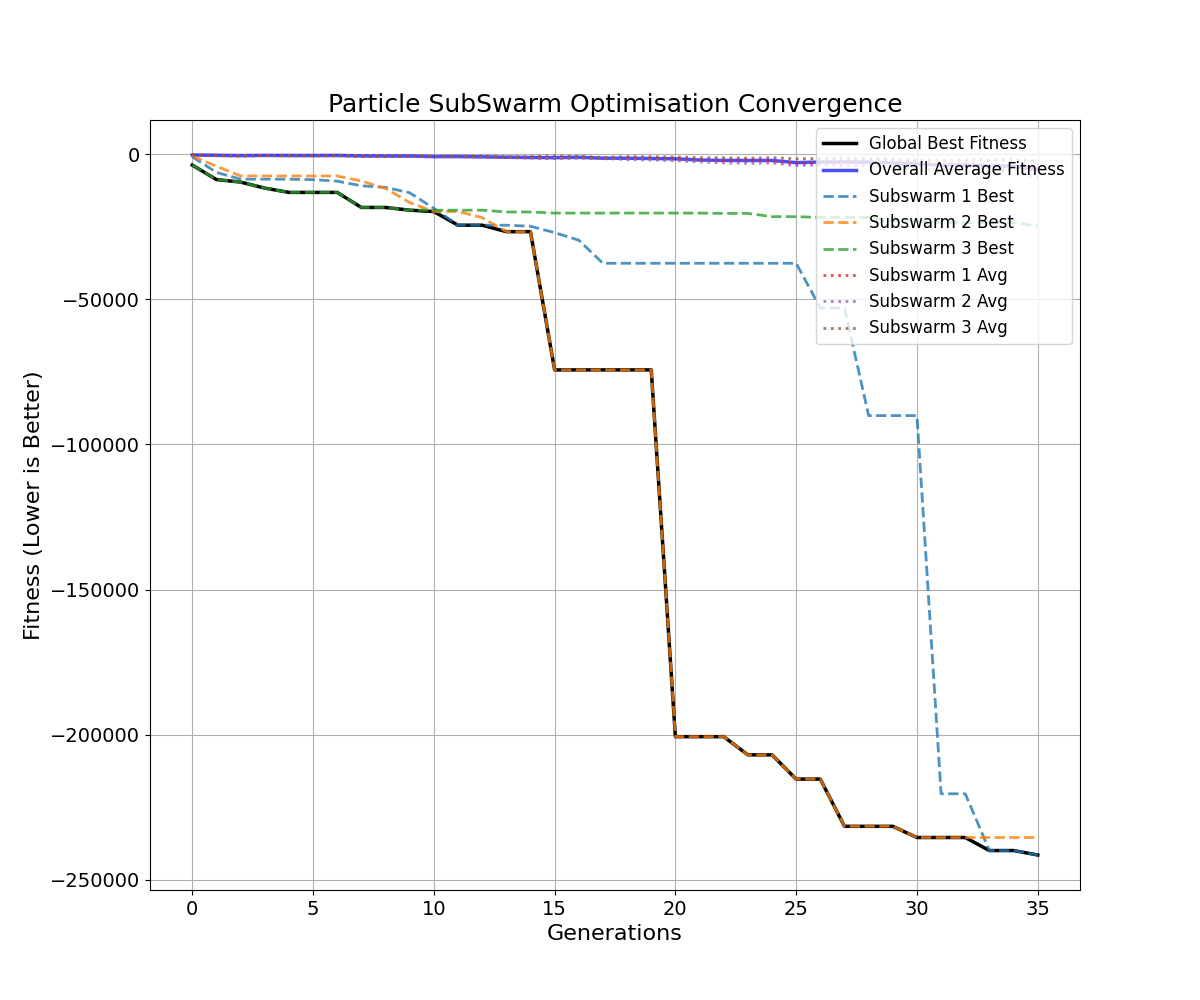 Particle SubSwarm Optimisation Convergence
0
−50000
−100000
−150000
−200000
−250000
Fitness (Lower is Better)
Global Best Fitness
Overall Average Fitness
Subswarm 1 Best
Subswarm 2 Best
Subswarm 3 Best
Subswarm 1 Avg
Subswarm 2 Avg
Subswarm 3 Avg
0 5 10 15 20 25 30 35
Generations